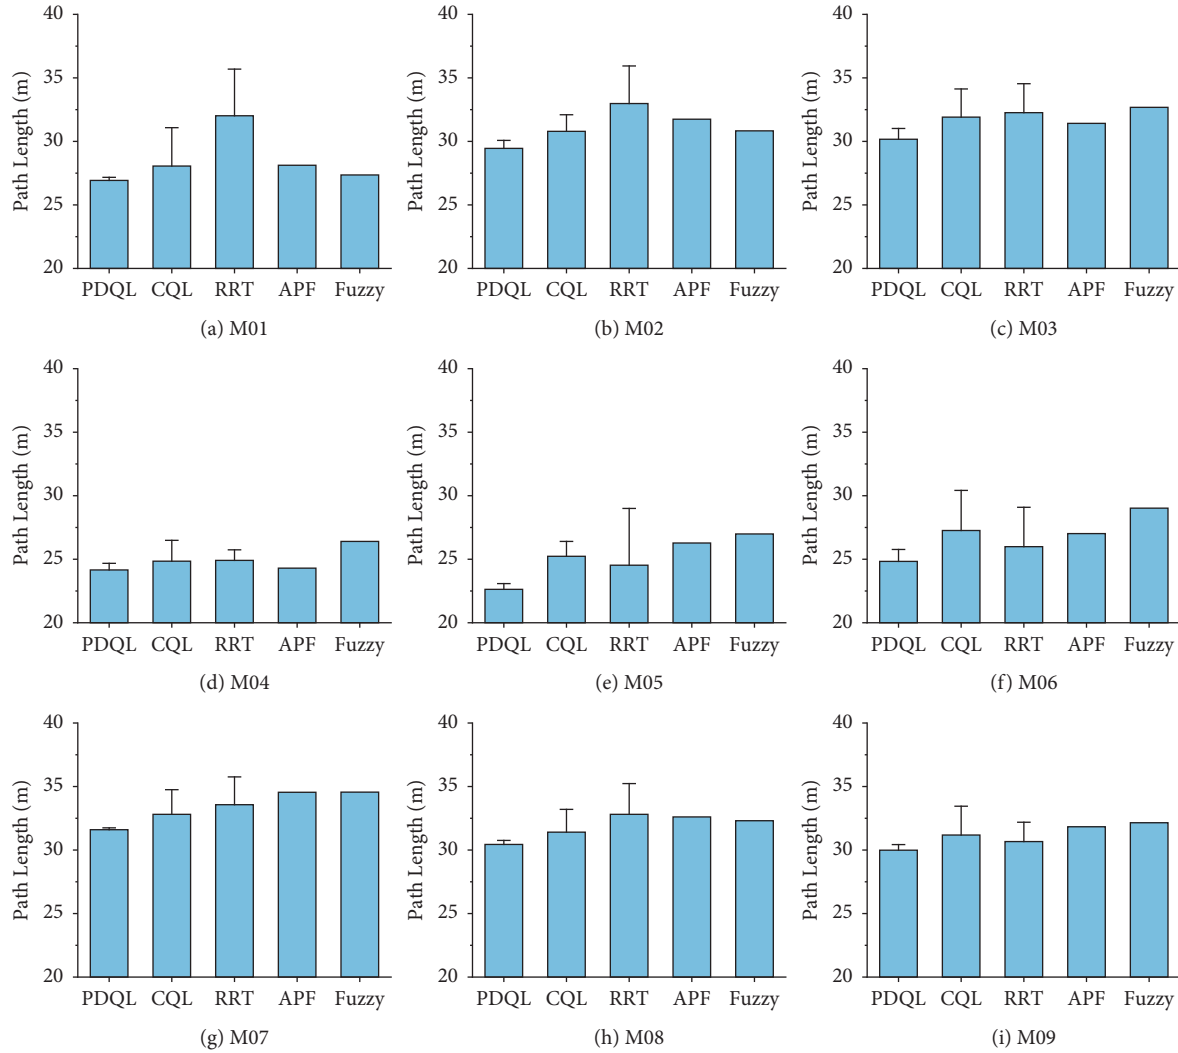 40
35
30
25
20
Path Length (m)
PDQL CQL RRT APF Fuzzy
(a) M01
40
35
30
25
20
Path Length (m)
PDQL CQL RRT APF Fuzzy
(b) M02
40
35
30
25
20
Path Length (m)
PDQL CQL RRT APF Fuzzy
(c) M03
40
35
30
25
20
Path Length (m)
PDQL CQL RRT APF Fuzzy
(d) M04
40
35
30
25
20
Path Length (m)
PDQL CQL RRT APF Fuzzy
(e) M05
40
35
30
25
20
Path Length (m)
PDQL CQL RRT APF Fuzzy
(f) M06
40
35
30
25
20
Path Length (m)
PDQL CQL RRT APF Fuzzy
(g) M07
40
35
30
25
20
Path Length (m)
PDQL CQL RRT APF Fuzzy
(h) M08
40
35
30
25
20
Path Length (m)
PDQL CQL RRT APF Fuzzy
(i) M09